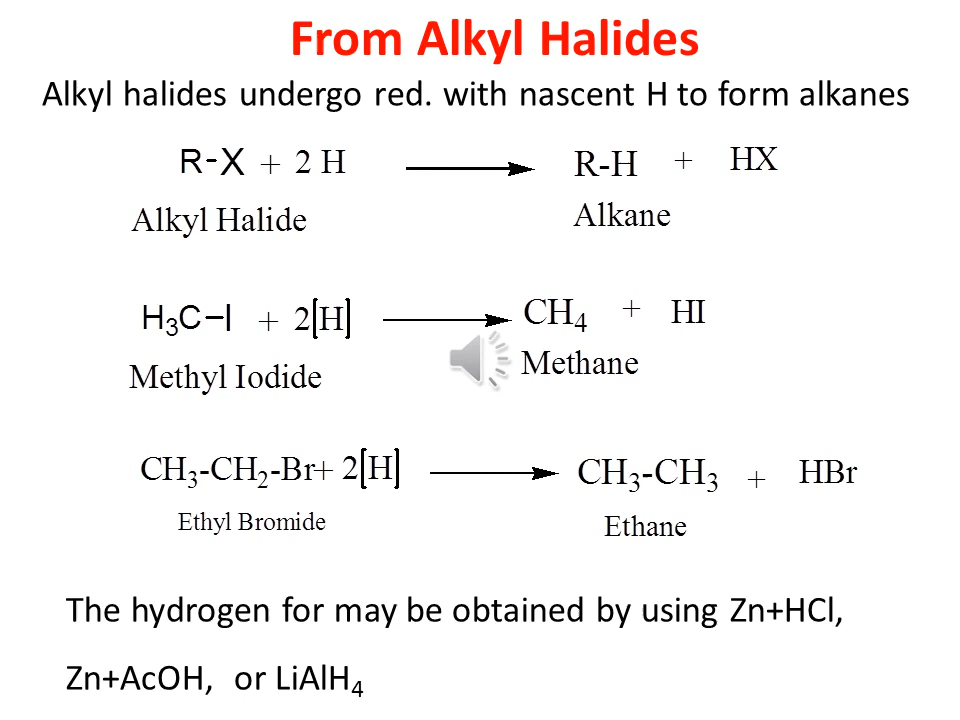 From Alkyl Halides
Alkyl halides undergo red. with nascent H to form alkanes
R-X + 2 H R-H + HX
Alkyl Halide Alkane
H3C–I + 2[H] CH4 + HI
Methyl Iodide Methane
CH3-CH2-Br+ 2[H] CH3-CH3 + HBr
Ethyl Bromide Ethane
The hydrogen for may be obtained by using Zn+HCl,
Zn+AcOH, or LiAlH4